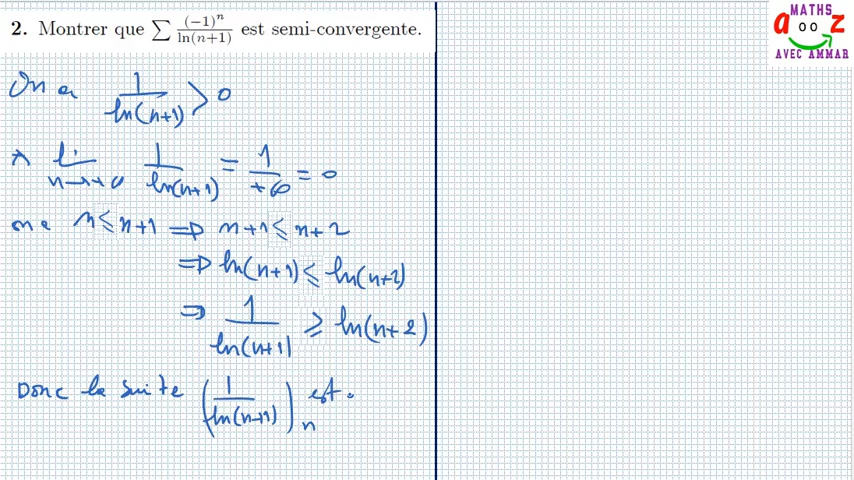 2. Montrer que ∑ (-1)^n / ln(n+1) est semi-convergente.
MATHS
a z
AVEC AMMAR
On a 1/ln(n+1) > 0
lim n→+∞ 1/ln(n+1) = 1/+∞ = 0
on a n ≤ n+1 ⇒ n+1 ≤ n+2
⇒ ln(n+1) ≤ ln(n+2)
⇒ 1/ln(n+1) ≥ ln(n+2)
Donc la suite (1/ln(n+1))_n est